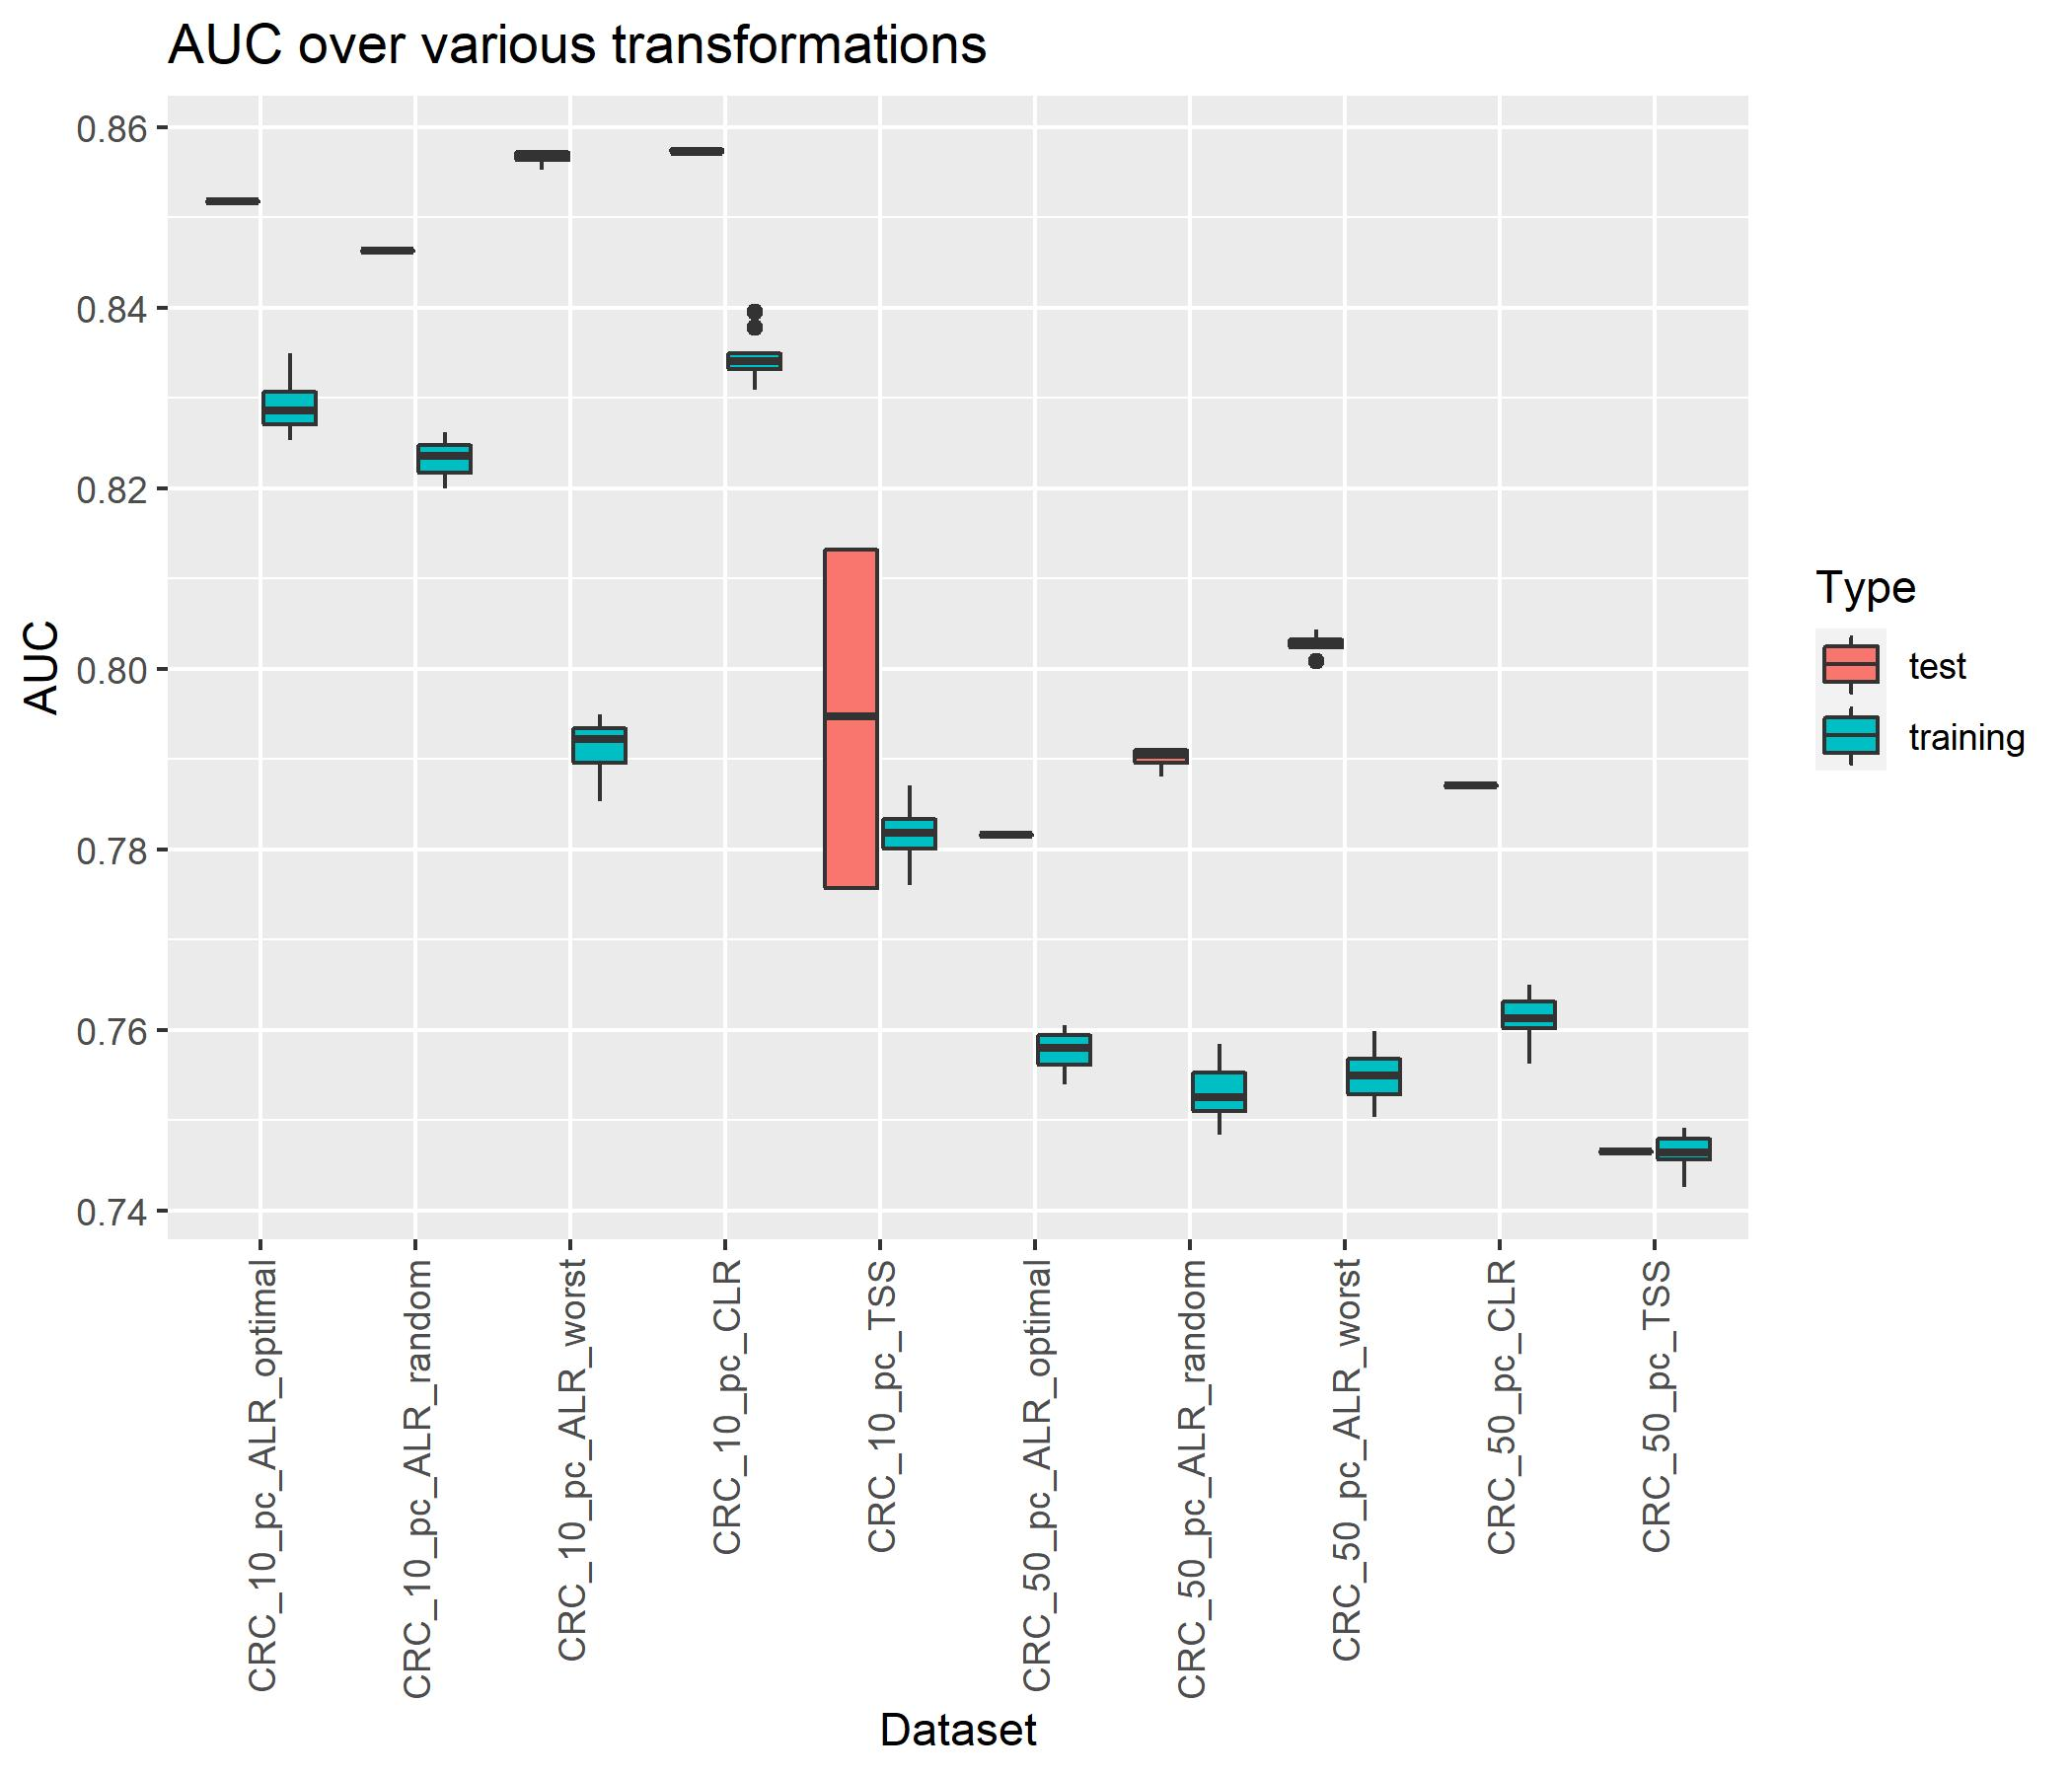 AUC over various transformations
AUC
0.86
0.84
0.82
0.80
0.78
0.76
0.74
CRC_10_pc_ALR_optimal
CRC_10_pc_ALR_random
CRC_10_pc_ALR_worst
CRC_10_pc_CLR
CRC_10_pc_TSS
CRC_50_pc_ALR_optimal
CRC_50_pc_ALR_random
CRC_50_pc_ALR_worst
CRC_50_pc_CLR
CRC_50_pc_TSS
Dataset
Type
test
training